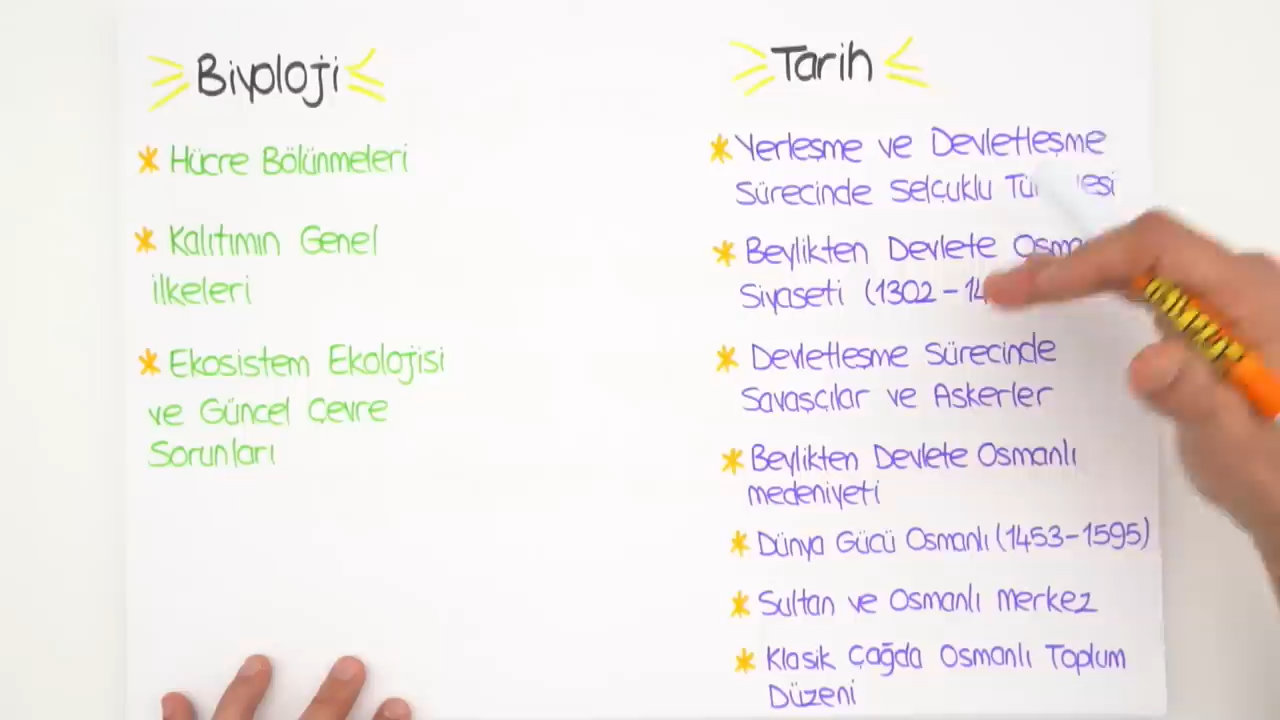 Biyoloji
* Hücre Bölünmeleri
* Kalıtımın Genel
ilkeleri
* Ekosistem Ekolojisi
ve Güncel Çevre
Sorunları
Tarih
* Yerleşme ve Devletleşme
Sürecinde Selçuklu
* Beylikten Devlete
Siyaseti (1302 -
* Devletleşme Sürecinde
Savaşçılar ve Askerler
* Beylikten Devlete Osmanlı
medeniyeti
* Dünya Gücü Osmanlı (1453-1595)
* Sultan ve Osmanlı Merkez
* Klasik Çağda Osmanlı Toplum
Düzeni